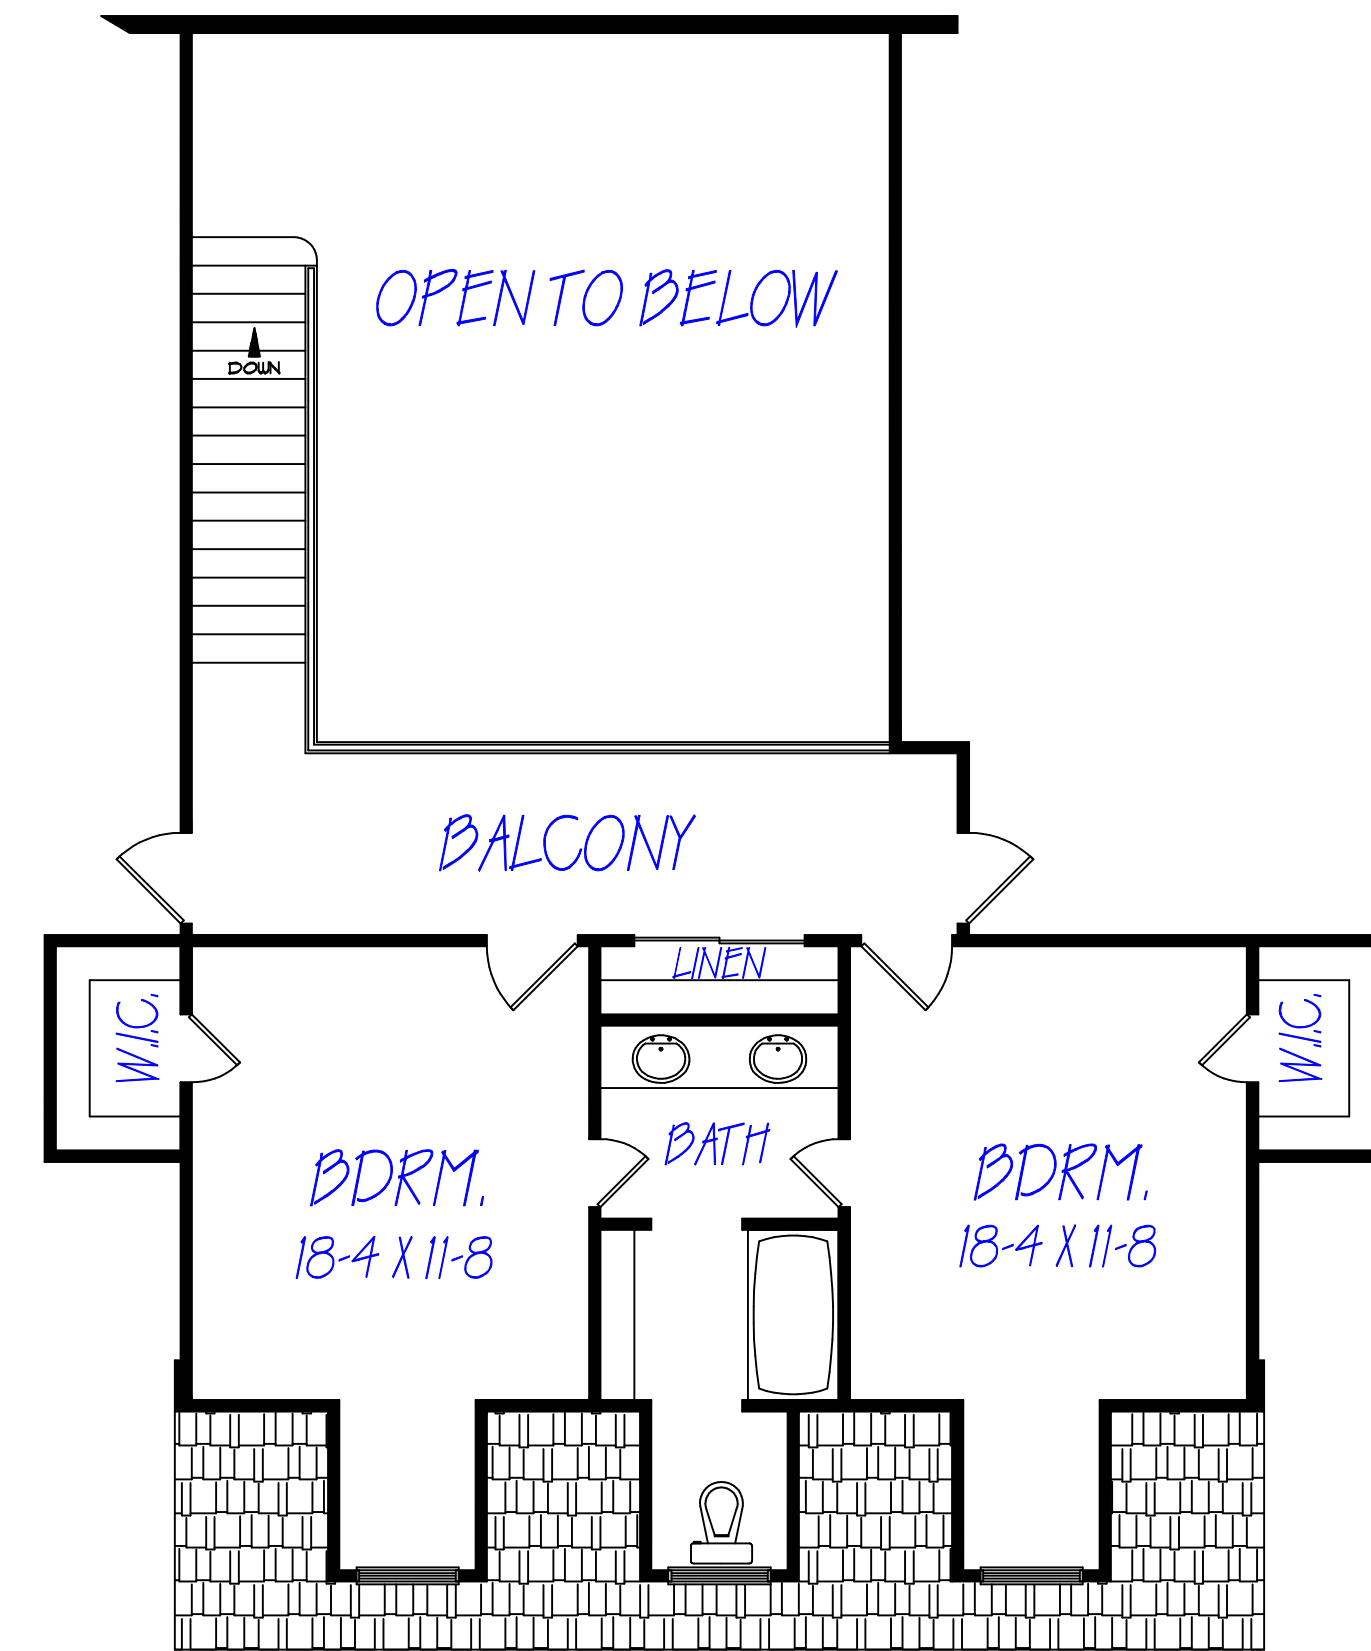 OPEN TO BELOW
DOWN
BALCONY
LINEN
W.I.C.
W.I.C.
BATH
BDRM.
18-4 X 11-8
BDRM.
18-4 X 11-8